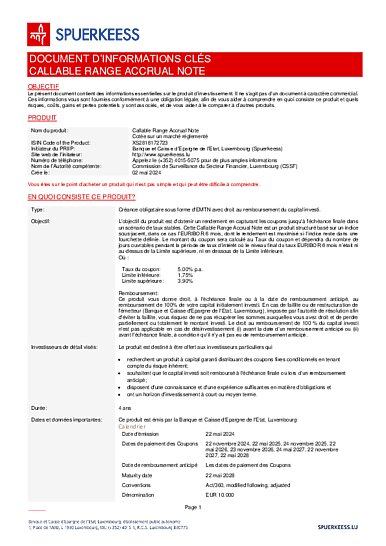 SPUERKEESS
DOCUMENT D'INFORMATIONS CLÉS
CALLABLE RANGE ACCRUAL NOTE
OBJECTIF
Le présent document contient des informations essentielles sur le produit d'investissement. Il ne s'agit pas d'un document à caractère commercial.
Ces informations vous sont fournies conformément à une obligation légale, afin de vous aider à comprendre en quoi consiste ce produit et quels
risques, coûts, gains et pertes potentiels y sont associés, et de vous aider à le comparer à d'autres produits.
PRODUIT
Nom du produit: Callable Range Accrual Note
Coté sur un marché réglementé
ISIN Code of the Product: XS2818172723
Initiateur du PRIIP: Banque et Caisse d'Epargne de l'Etat, Luxembourg (Spuerkeess)
Site web de l'initiateur: http://www.spuerkeess.lu
Numéro de téléphone: Appelez le (+352) 4015-5075 pour de plus amples informations
Nom de l'Autorité compétente: Commission de Surveillance du Secteur Financier, Luxembourg (CSSF)
Créé le: 02 mai 2024
Vous êtes sur le point d'acheter un produit qui n'est pas simple et qui peut être difficile à comprendre.
EN QUOI CONSISTE CE PRODUIT?
Type: Créance obligataire sous forme d'EMTN avec droit au remboursement du capital investi.
Objectif: L'objectif du produit est d'obtenir un rendement en capturant les coupons jusqu'à l'échéance finale dans
un scénario de taux stables. Cette Callable Range Accrual Note est un produit structuré basé sur un indice
sous-jacent, dans ce cas l'EURIBOR 6 mois, dont le rendement est maximisé si l'indice reste dans une
fourchette définie. Le montant du coupon sera calculé au Taux du coupon et dépendra du nombre de
jours ouvrables pendant la période de taux d'intérêts où le niveau final du taux EURIBOR 6 mois n'est ni
au-dessus de la Limite supérieure, ni en dessous de la Limite inférieure.
Où :
Taux du coupon: 5.00% p.a.
Limite inférieure: 1.75%
Limite supérieure: 3.90%
Remboursement:
Ce produit vous donne droit, à l'échéance finale ou à la date de remboursement anticipé, au
remboursement de 100% de votre capital initialement investi. En cas de faillite ou de restructuration de
l'émetteur (Banque et Caisse d'Epargne de l'Etat, Luxembourg), imposée par l'autorité de résolution afin
d'éviter la faillite, vous risquez de ne pas récupérer les sommes auxquelles vous avez droit et de perdre
partiellement ou totalement le montant investi. Le droit au remboursement de 100 % du capital investi
n'est pas applicable en cas de désinvestissement (i) avant la date d'un remboursement anticipé ou (ii)
avant l'échéance finale, à condition qu'il n'y ait pas eu de remboursement anticipé.
Investisseurs de détail visés: Le produit est destiné à être offert aux investisseurs particuliers qui
• recherchent un produit à capital garanti distribuant des coupons fixes conditionnels en tenant
compte du risque inhérent,
• souhaitent que le capital investi soit remboursé à l'échéance finale ou lors d'un remboursement
anticipé;
• disposent d'une connaissance et d'une expérience suffisantes en matière d'obligations et
• ont un horizon d'investissement à court ou moyen terme.
Durée: 4 ans
Dates et données importantes: Ce produit est émis par la Banque et Caisse d'Epargne de l'Etat, Luxembourg
Calendrier
Date d'émission 22 mai 2024
Dates de paiement des Coupons 22 novembre 2024, 22 mai 2025, 24 novembre 2025, 22
mai 2026, 23 novembre 2026, 24 mai 2027, 22 novembre
2027, 22 mai 2028
Date de remboursement anticipé Les dates de paiement des Coupons
Maturity date 22 mai 2028
Conventions Act/360, modified following, adjusted
Dénomination EUR 10.000
Page 1
Banque et Caisse d'Epargne de l'Etat, Luxembourg, établissement public autonome
SPUERKEESS.LU